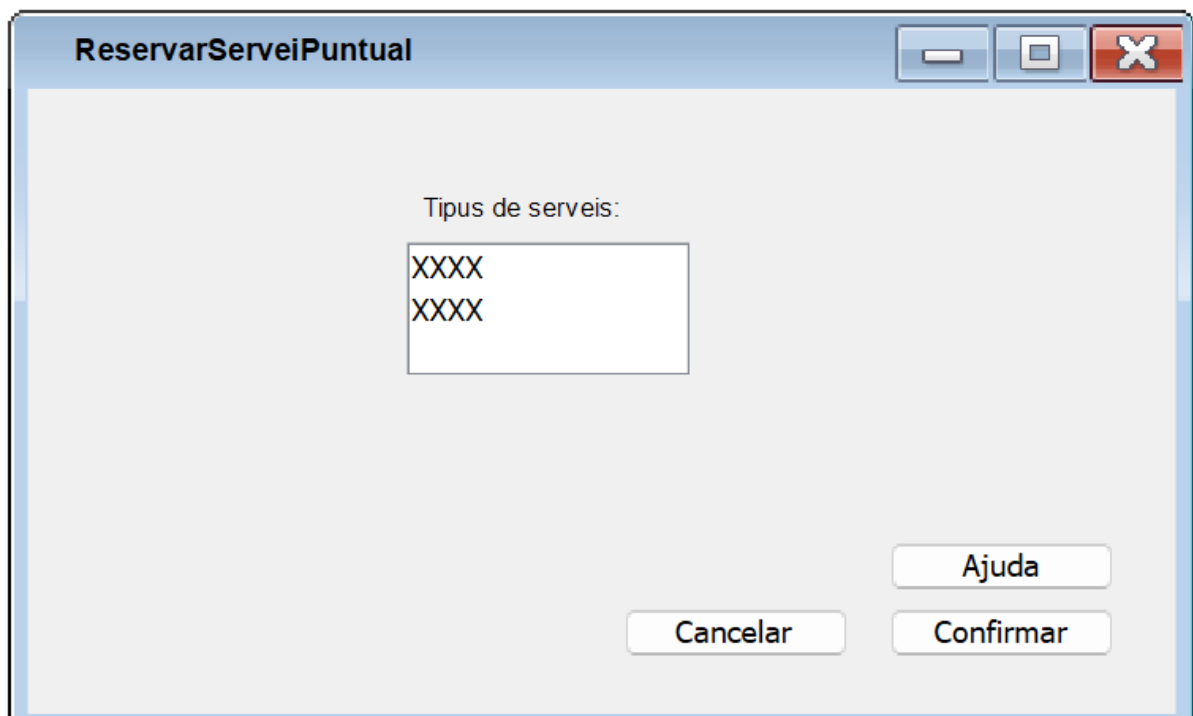 ReservarServeiPuntual
Tipus de serveis:
XXXX
XXXX
Ajuda
Cancelar
Confirmar